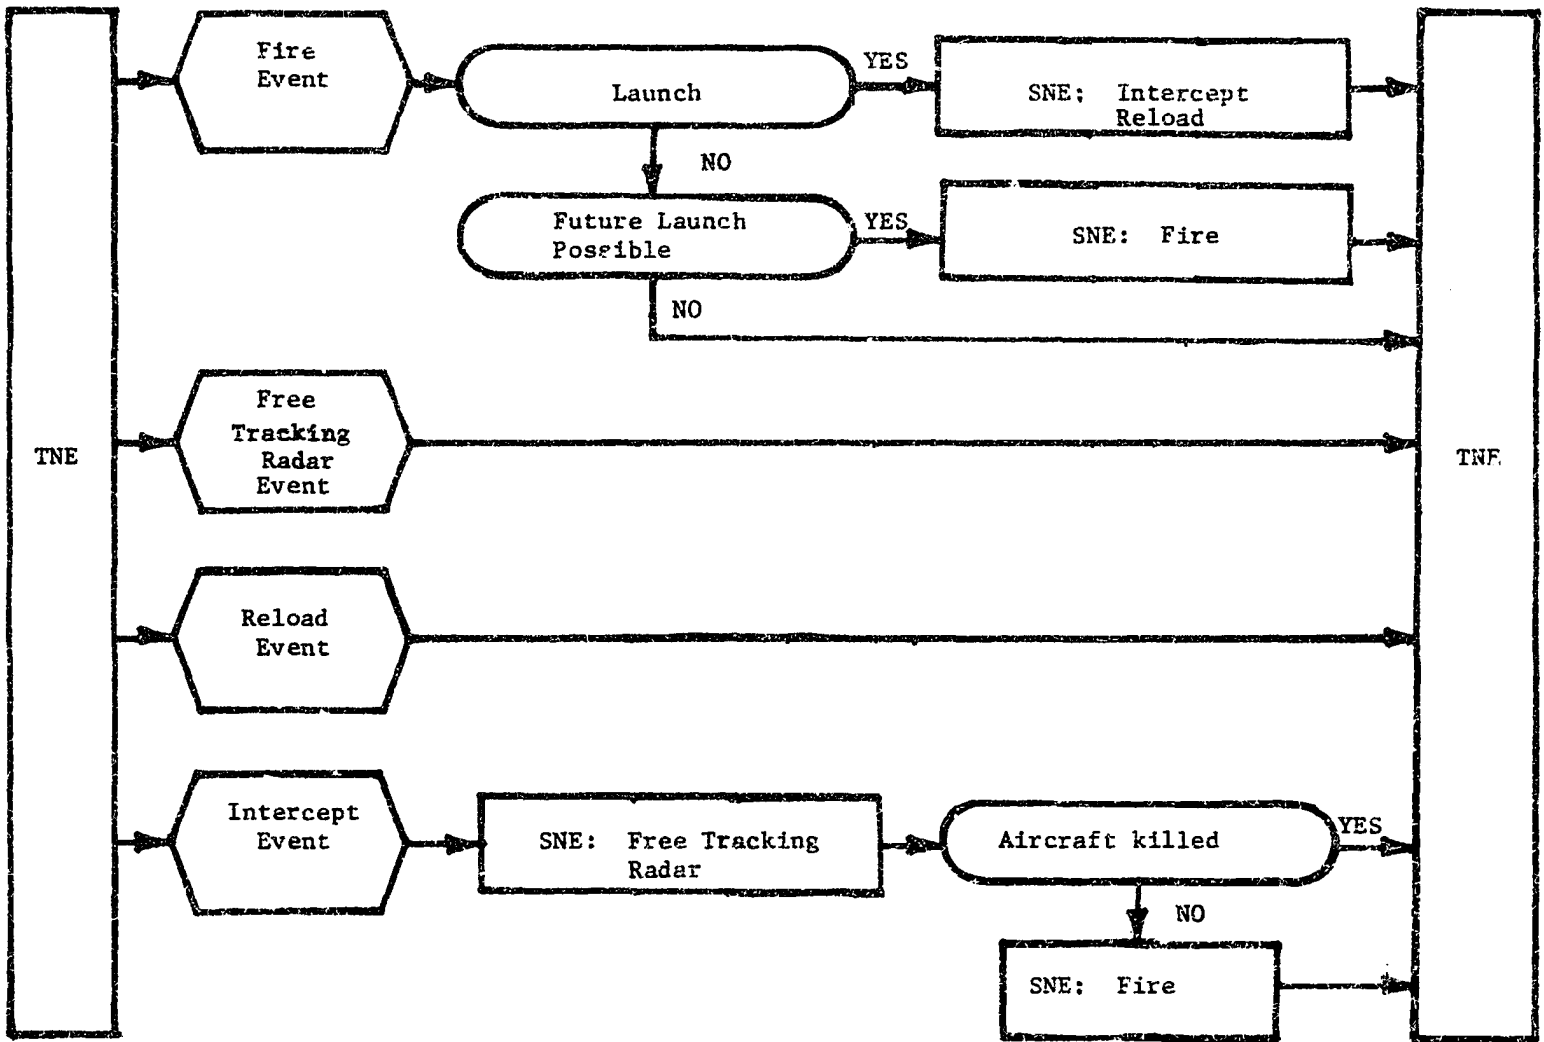 Fire
Event
Launch
YES
SNE: Intercept
Reload
NO
Future Launch
Possible
YES
SNE: Fire
NO
TNE
Free
Tracking
Radar
Event
TNE
Reload
Event
Intercept
Event
SNE: Free Tracking
Radar
Aircraft killed
YES
NO
SNE: Fire